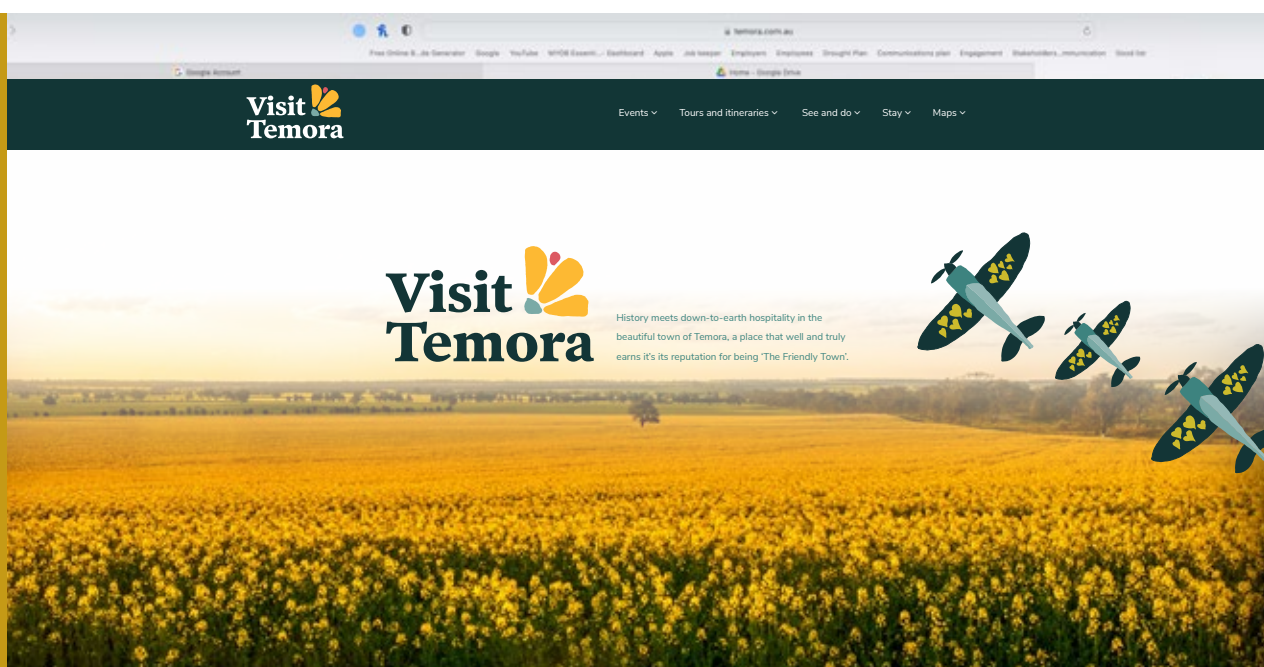 temora.com.au
Free Online B...de Generator Google YouTube MYOB Essenti... - Dashboard Apple Job keeper Employers Employees Drought Plan Communications plan Engagement Stakeholders...mmunication Good list
Google Account
Home - Google Drive
Visit
Temora
Events Tours and itineraries See and do Stay Maps
Visit
Temora
History meets down-to-earth hospitality in the
beautiful town of Temora, a place that well and truly
earns it's its reputation for being 'The Friendly Town'.